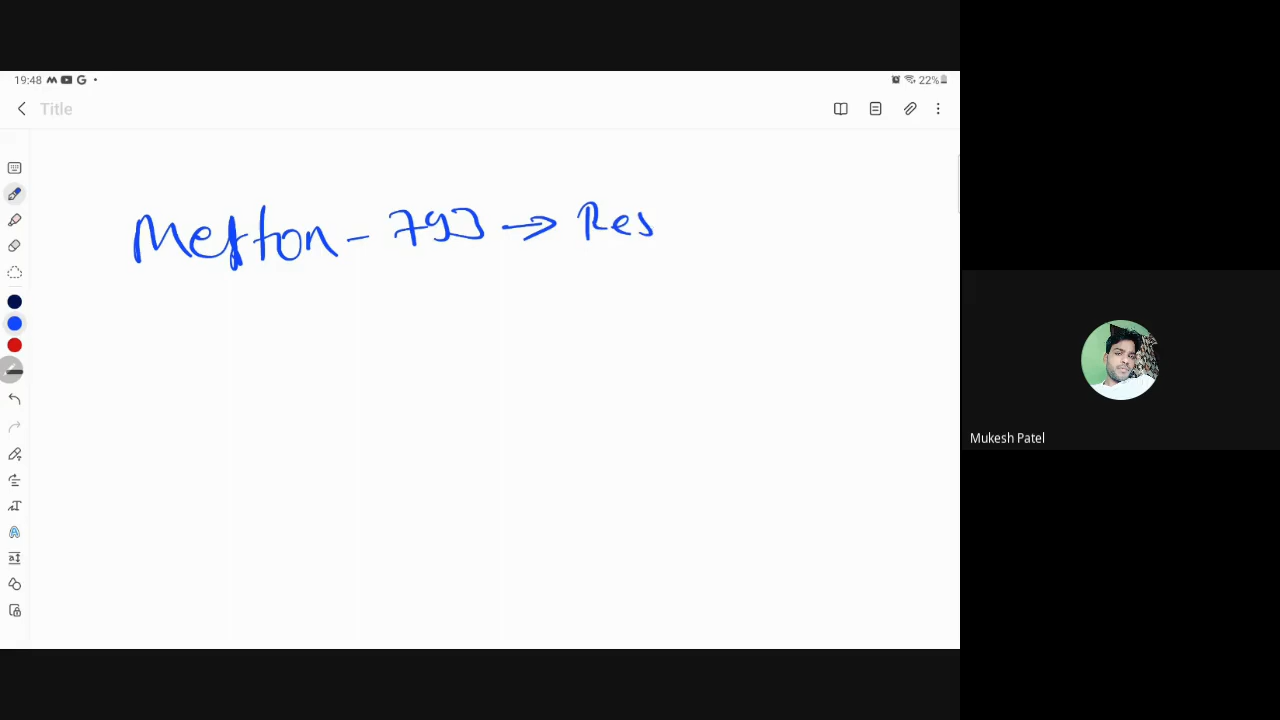 19:48 G
22%
Title
Mefton - 793 → Res
Mukesh Patel